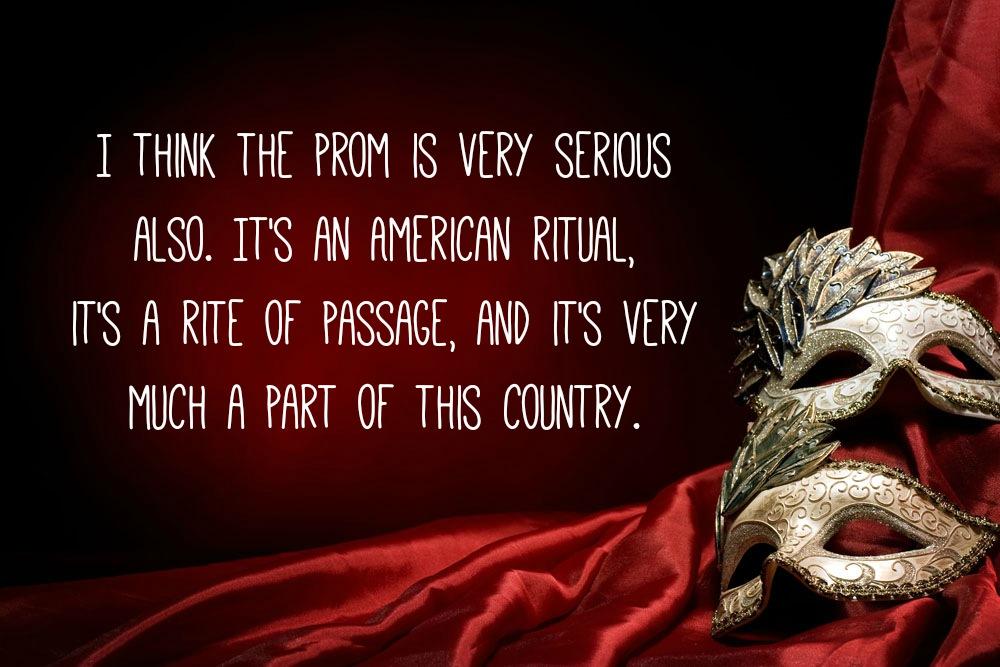 I THINK THE PROM IS VERY SERIOUS
ALSO. IT'S AN AMERICAN RITUAL,
IT'S A RITE OF PASSAGE, AND IT'S VERY
MUCH A PART OF THIS COUNTRY.